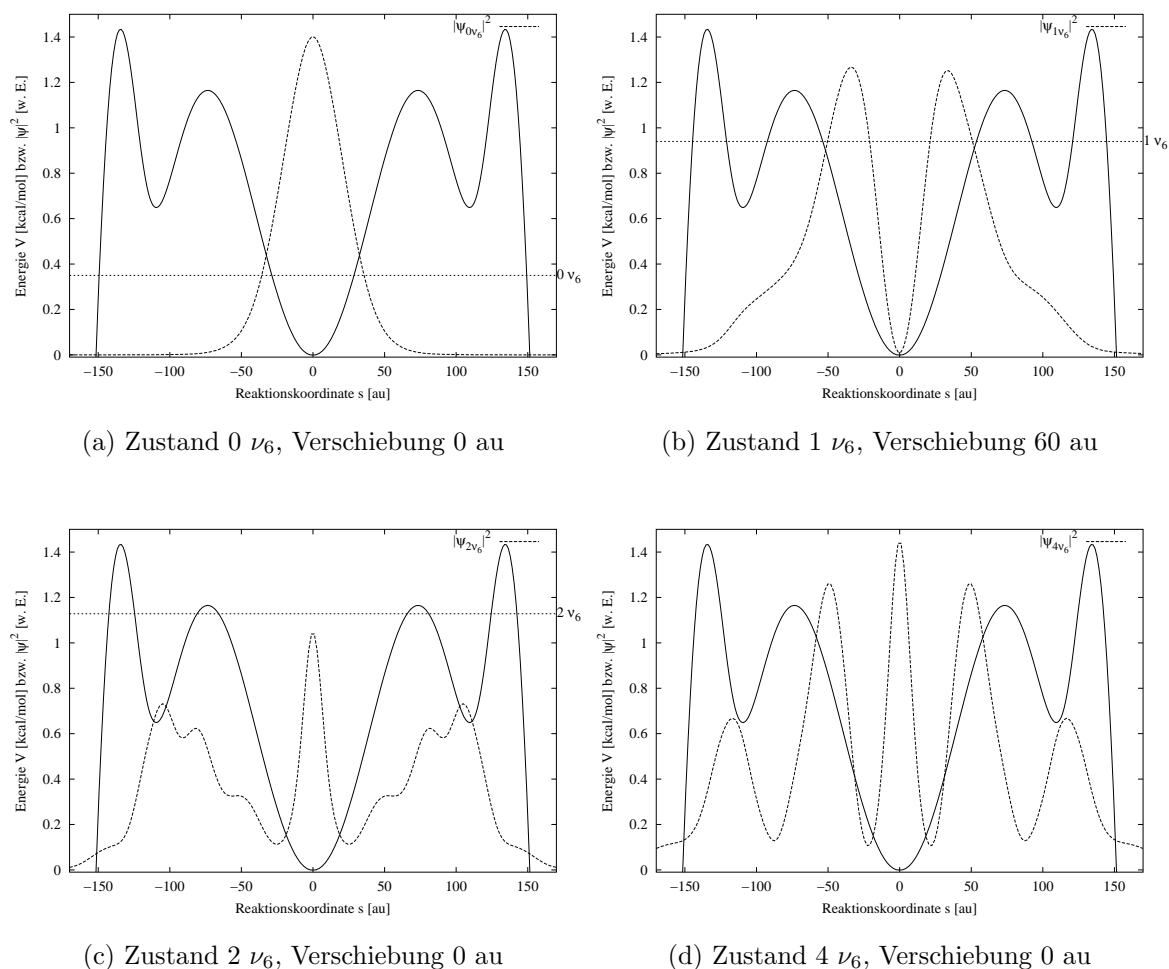 |ψ0ν6|²
1.4
1.2
1
0.8
0.6
0.4
0.2
0
Energie V [kcal/mol] bzw. |ψ|² [w. E.]
0 ν6
−150 −100 −50 0 50 100 150
Reaktionskoordinate s [au]
(a) Zustand 0 ν6, Verschiebung 0 au
|ψ1ν6|²
1.4
1.2
1
0.8
0.6
0.4
0.2
0
Energie V [kcal/mol] bzw. |ψ|² [w. E.]
1 ν6
−150 −100 −50 0 50 100 150
Reaktionskoordinate s [au]
(b) Zustand 1 ν6, Verschiebung 60 au
|ψ2ν6|²
1.4
1.2
1
0.8
0.6
0.4
0.2
0
Energie V [kcal/mol] bzw. |ψ|² [w. E.]
2 ν6
−150 −100 −50 0 50 100 150
Reaktionskoordinate s [au]
(c) Zustand 2 ν6, Verschiebung 0 au
|ψ4ν6|²
1.4
1.2
1
0.8
0.6
0.4
0.2
0
Energie V [kcal/mol] bzw. |ψ|² [w. E.]
−150 −100 −50 0 50 100 150
Reaktionskoordinate s [au]
(d) Zustand 4 ν6, Verschiebung 0 au